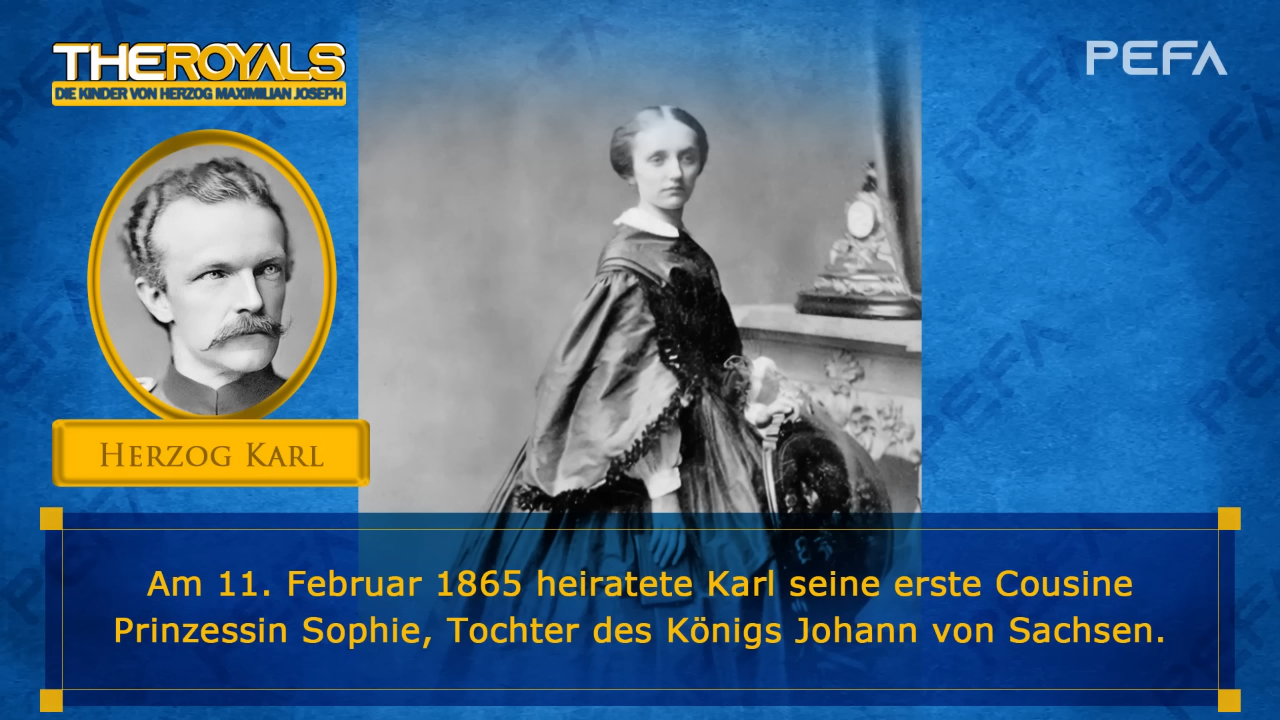 THEROYALS
DIE KINDER VON HERZOG MAXIMILIAN JOSEPH
PEFA
HERZOG KARL
Am 11. Februar 1865 heiratete Karl seine erste Cousine
Prinzessin Sophie, Tochter des Königs Johann von Sachsen.